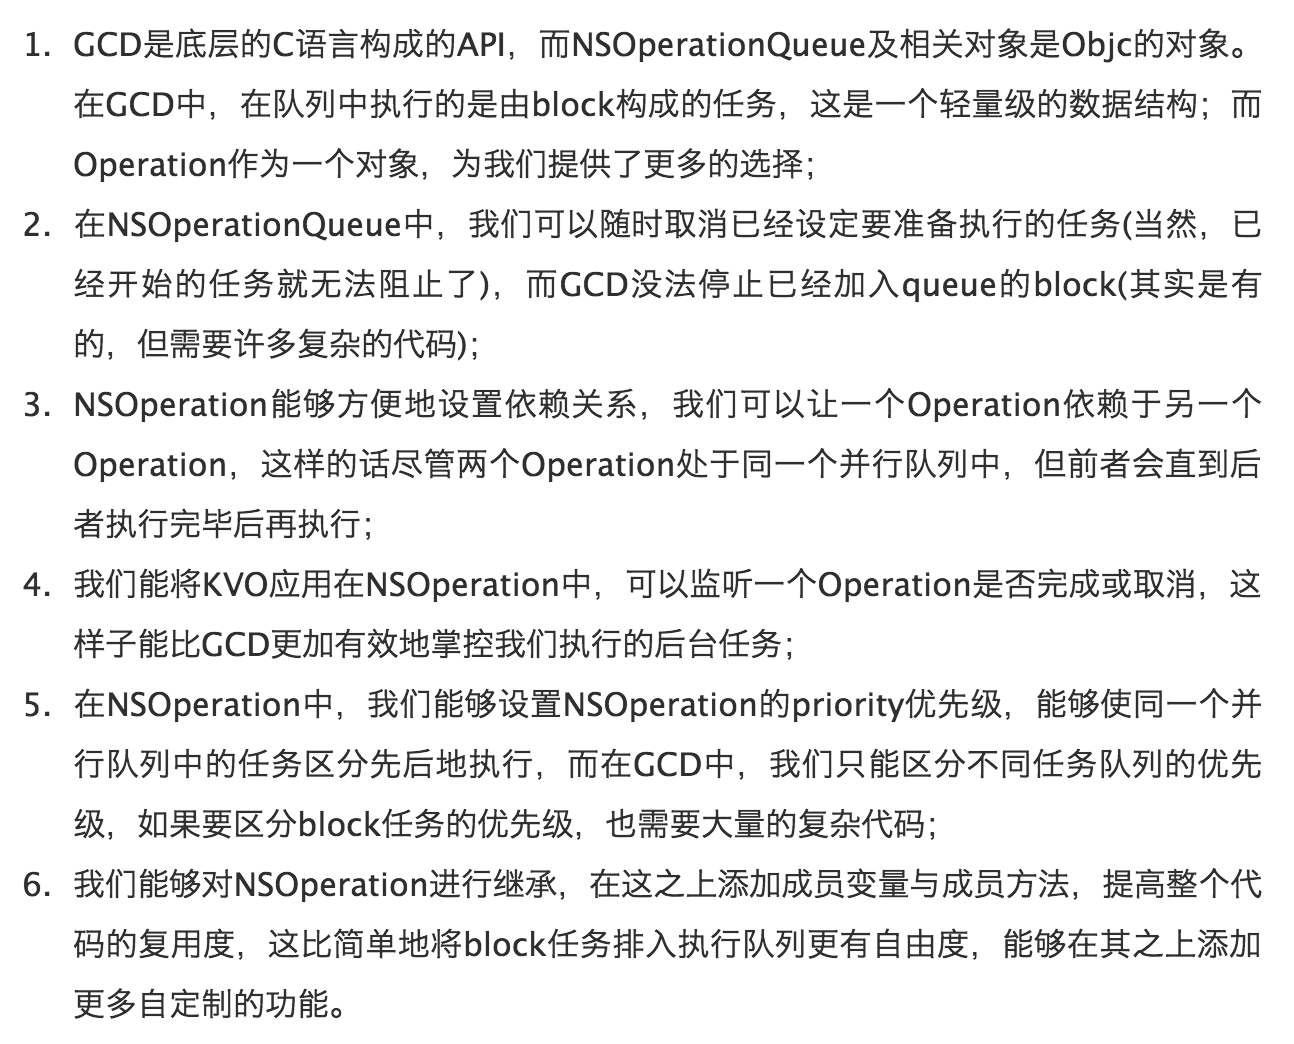 1. GCD是底层的C语言构成的API，而NSOperationQueue及相关对象是Objc的对象。
在GCD中，在队列中执行的是由block构成的任务，这是一个轻量级的数据结构；而
Operation作为一个对象，为我们提供了更多的选择；
2. 在NSOperationQueue中，我们可以随时取消已经设定要准备执行的任务(当然，已
经开始的任务就无法阻止了)，而GCD没法停止已经加入queue的block(其实是有
的，但需要许多复杂的代码)；
3. NSOperation能够方便地设置依赖关系，我们可以让一个Operation依赖于另一个
Operation，这样的话尽管两个Operation处于同一个并行队列中，但前者会直到后
者执行完毕后再执行；
4. 我们能将KVO应用在NSOperation中，可以监听一个Operation是否完成或取消，这
样子能比GCD更加有效地掌控我们执行的后台任务；
5. 在NSOperation中，我们能够设置NSOperation的priority优先级，能够使同一个并
行队列中的任务区分先后地执行，而在GCD中，我们只能区分不同任务队列的优先
级，如果要区分block任务的优先级，也需要大量的复杂代码；
6. 我们能够对NSOperation进行继承，在这之上添加成员变量与成员方法，提高整个代
码的复用度，这比简单地将block任务排入执行队列更有自由度，能够在其之上添加
更多自定制的功能。